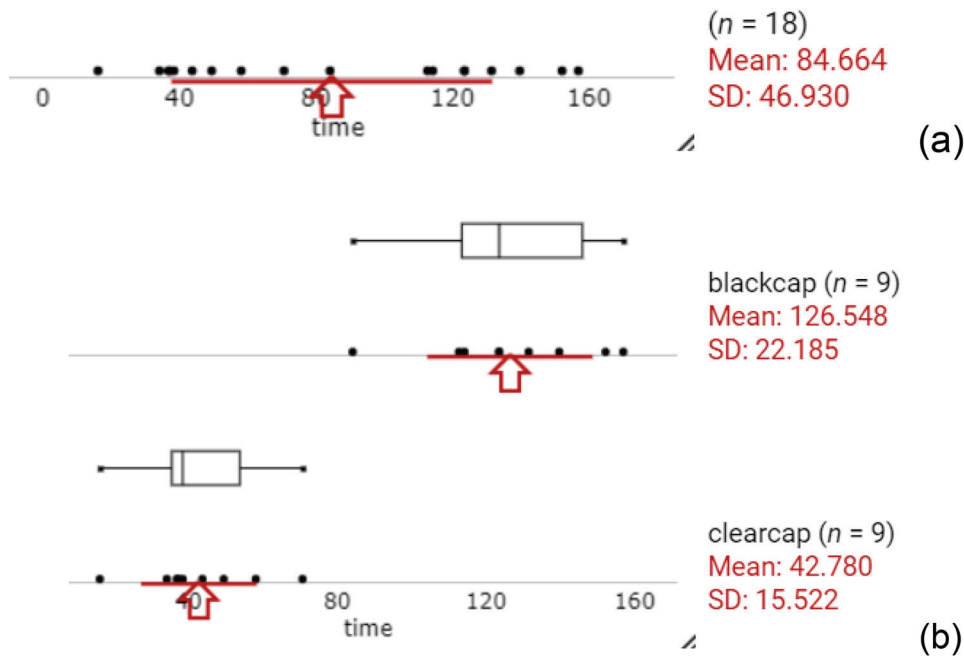 (n = 18)
Mean: 84.664
SD: 46.930
0 40 80 120 160
time
(a)
blackcap (n = 9)
Mean: 126.548
SD: 22.185
clearcap (n = 9)
Mean: 42.780
SD: 15.522
40 80 120 160
time
(b)